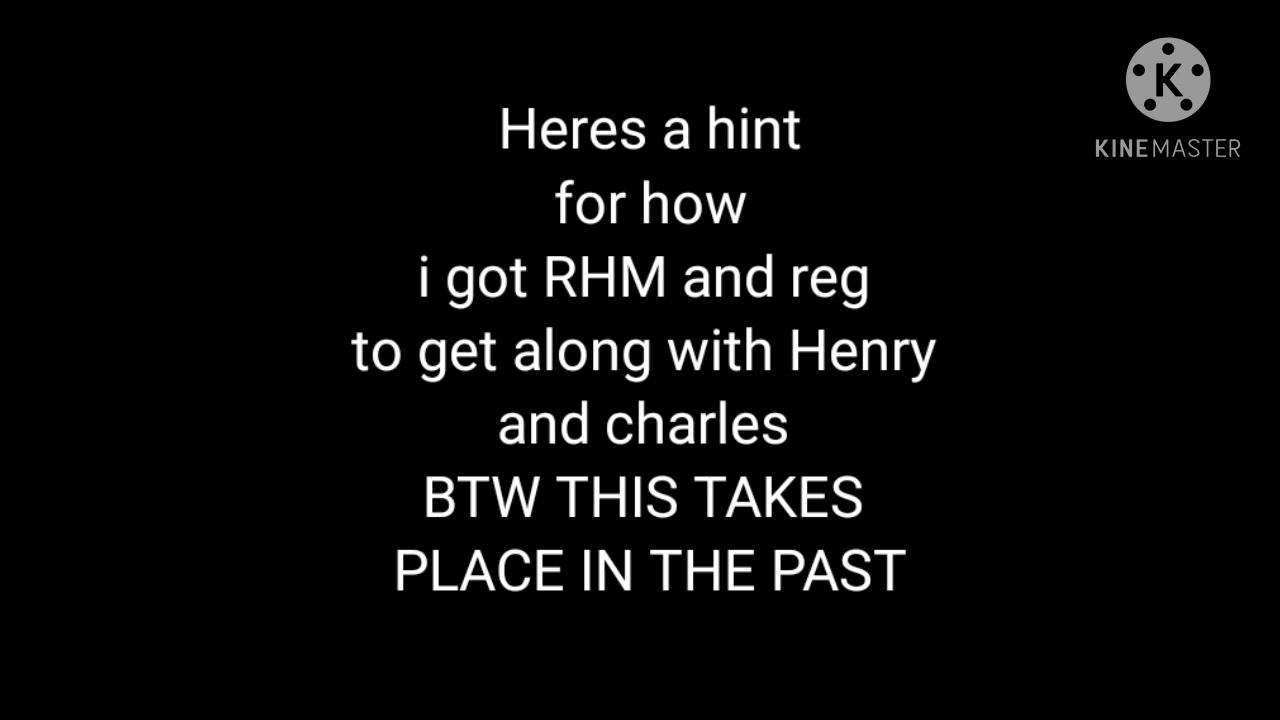 Heres a hint
for how
i got RHM and reg
to get along with Henry
and charles
BTW THIS TAKES
PLACE IN THE PAST
K
KINEMASTER